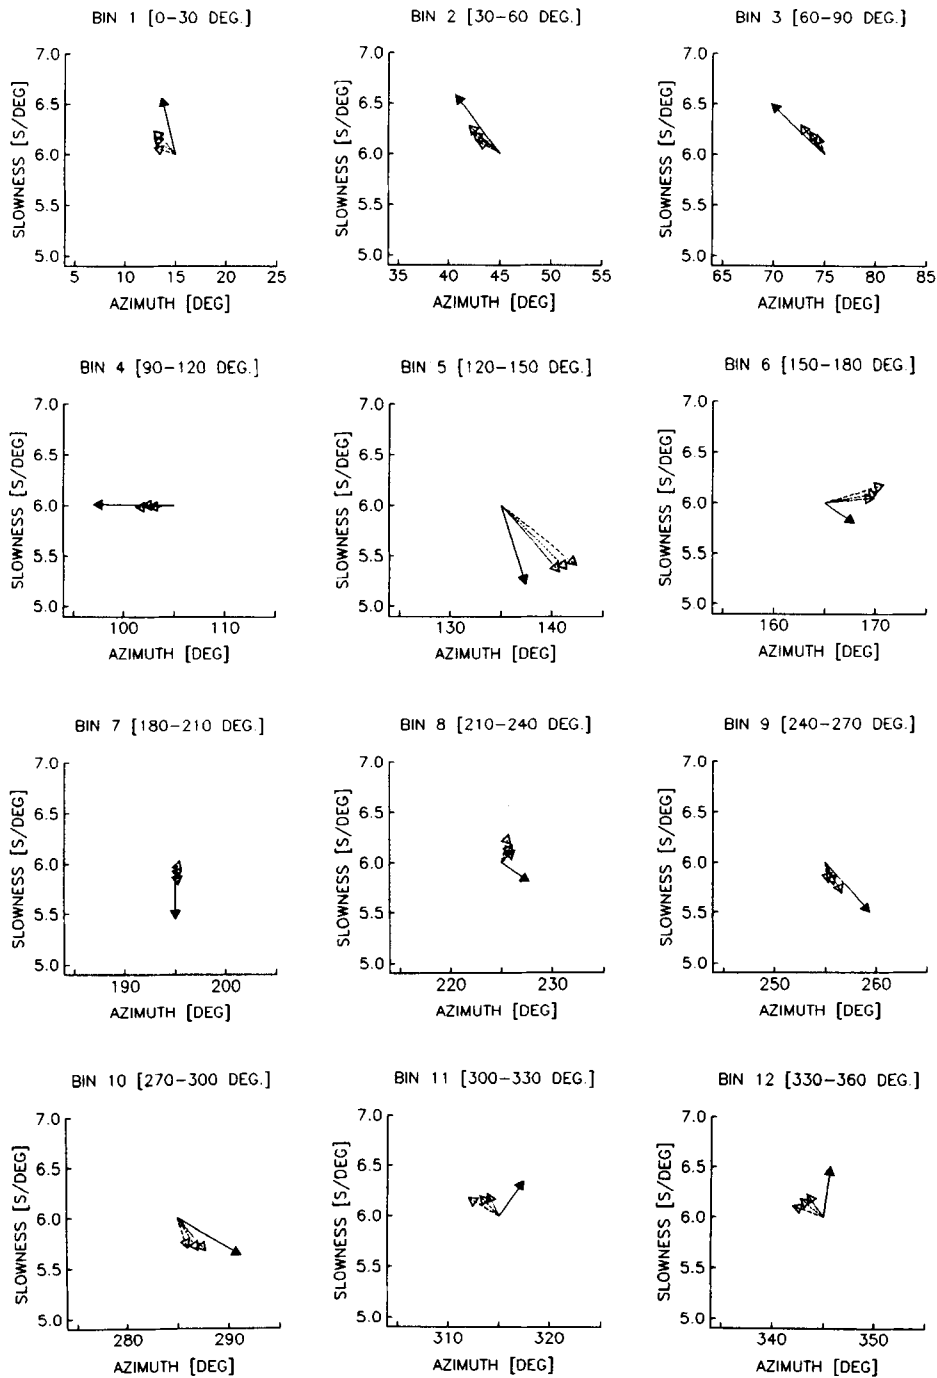 BIN 1 [0-30 DEG.]
BIN 2 [30-60 DEG.]
BIN 3 [60-90 DEG.]
SLOWNESS [S/DEG]
7.0
6.5
6.0
5.5
5.0
5 10 15 20 25
AZIMUTH [DEG]
SLOWNESS [S/DEG]
7.0
6.5
6.0
5.5
5.0
35 40 45 50 55
AZIMUTH [DEG]
SLOWNESS [S/DEG]
7.0
6.5
6.0
5.5
5.0
65 70 75 80 85
AZIMUTH [DEG]
BIN 4 [90-120 DEG.]
BIN 5 [120-150 DEG.]
BIN 6 [150-180 DEG.]
SLOWNESS [S/DEG]
7.0
6.5
6.0
5.5
5.0
100 110
AZIMUTH [DEG]
SLOWNESS [S/DEG]
7.0
6.5
6.0
5.5
5.0
130 140
AZIMUTH [DEG]
SLOWNESS [S/DEG]
7.0
6.5
6.0
5.5
5.0
160 170
AZIMUTH [DEG]
BIN 7 [180-210 DEG.]
BIN 8 [210-240 DEG.]
BIN 9 [240-270 DEG.]
SLOWNESS [S/DEG]
7.0
6.5
6.0
5.5
5.0
190 200
AZIMUTH [DEG]
SLOWNESS [S/DEG]
7.0
6.5
6.0
5.5
5.0
220 230
AZIMUTH [DEG]
SLOWNESS [S/DEG]
7.0
6.5
6.0
5.5
5.0
250 260
AZIMUTH [DEG]
BIN 10 [270-300 DEG.]
BIN 11 [300-330 DEG.]
BIN 12 [330-360 DEG.]
SLOWNESS [S/DEG]
7.0
6.5
6.0
5.5
5.0
280 290
AZIMUTH [DEG]
SLOWNESS [S/DEG]
7.0
6.5
6.0
5.5
5.0
310 320
AZIMUTH [DEG]
SLOWNESS [S/DEG]
7.0
6.5
6.0
5.5
5.0
340 350
AZIMUTH [DEG]